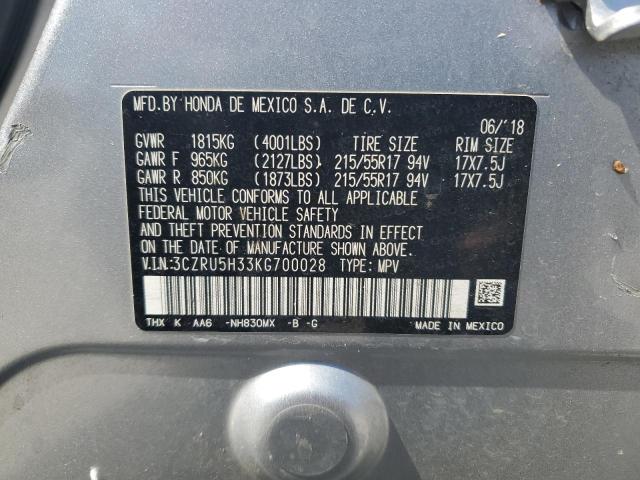 MFD.BY HONDA DE MEXICO S.A. DE C.V.
06/'18
GVWR 1815KG (4001LBS) TIRE SIZE RIM SIZE
GAWR F 965KG (2127LBS) 215/55R17 94V 17X7.5J
GAWR R 850KG (1873LBS) 215/55R17 94V 17X7.5J
THIS VEHICLE CONFORMS TO ALL APPLICABLE
FEDERAL MOTOR VEHICLE SAFETY
AND THEFT PREVENTION STANDARDS IN EFFECT
ON THE DATE OF MANUFACTURE SHOWN ABOVE.
V.I.N:3CZRU5H33KG700028 TYPE: MPV
THX K AA6 -NH830MX -B -G MADE IN MEXICO